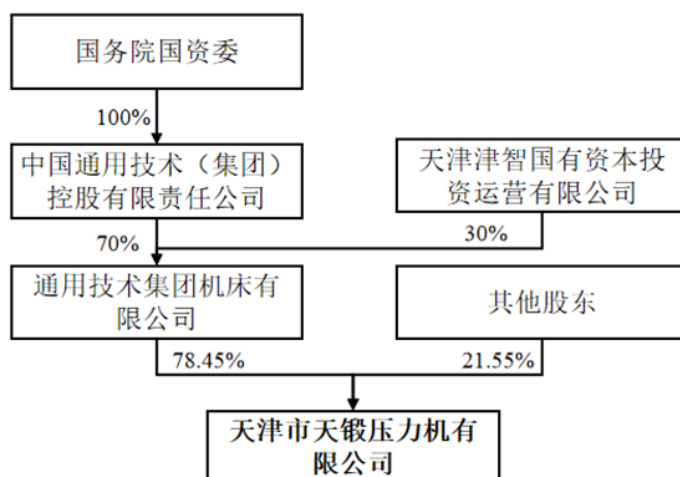 国务院国资委
100%
中国通用技术（集团）
控股有限责任公司
天津津智国有资本投
资运营有限公司
70%
30%
通用技术集团机床有
限公司
其他股东
78.45%
21.55%
天津市天锻压力机有
限公司